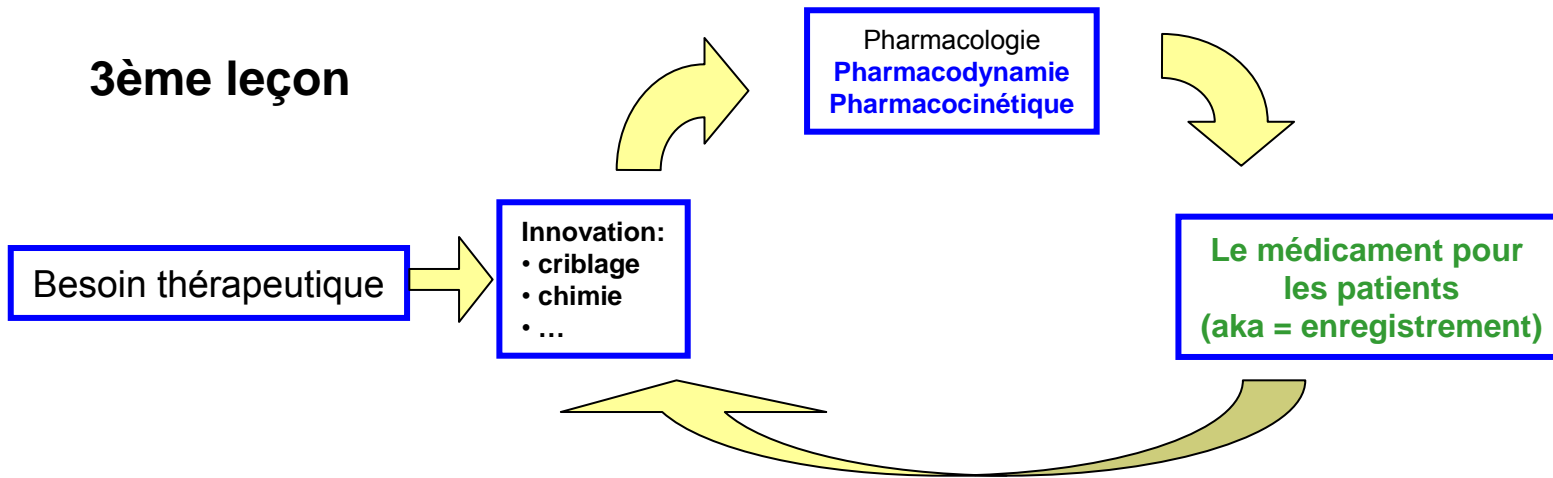 3ème leçon
Pharmacologie
Pharmacodynamie
Pharmacocinétique
Besoin thérapeutique
Innovation:
• criblage
• chimie
• ...
Le médicament pour
les patients
(aka = enregistrement)